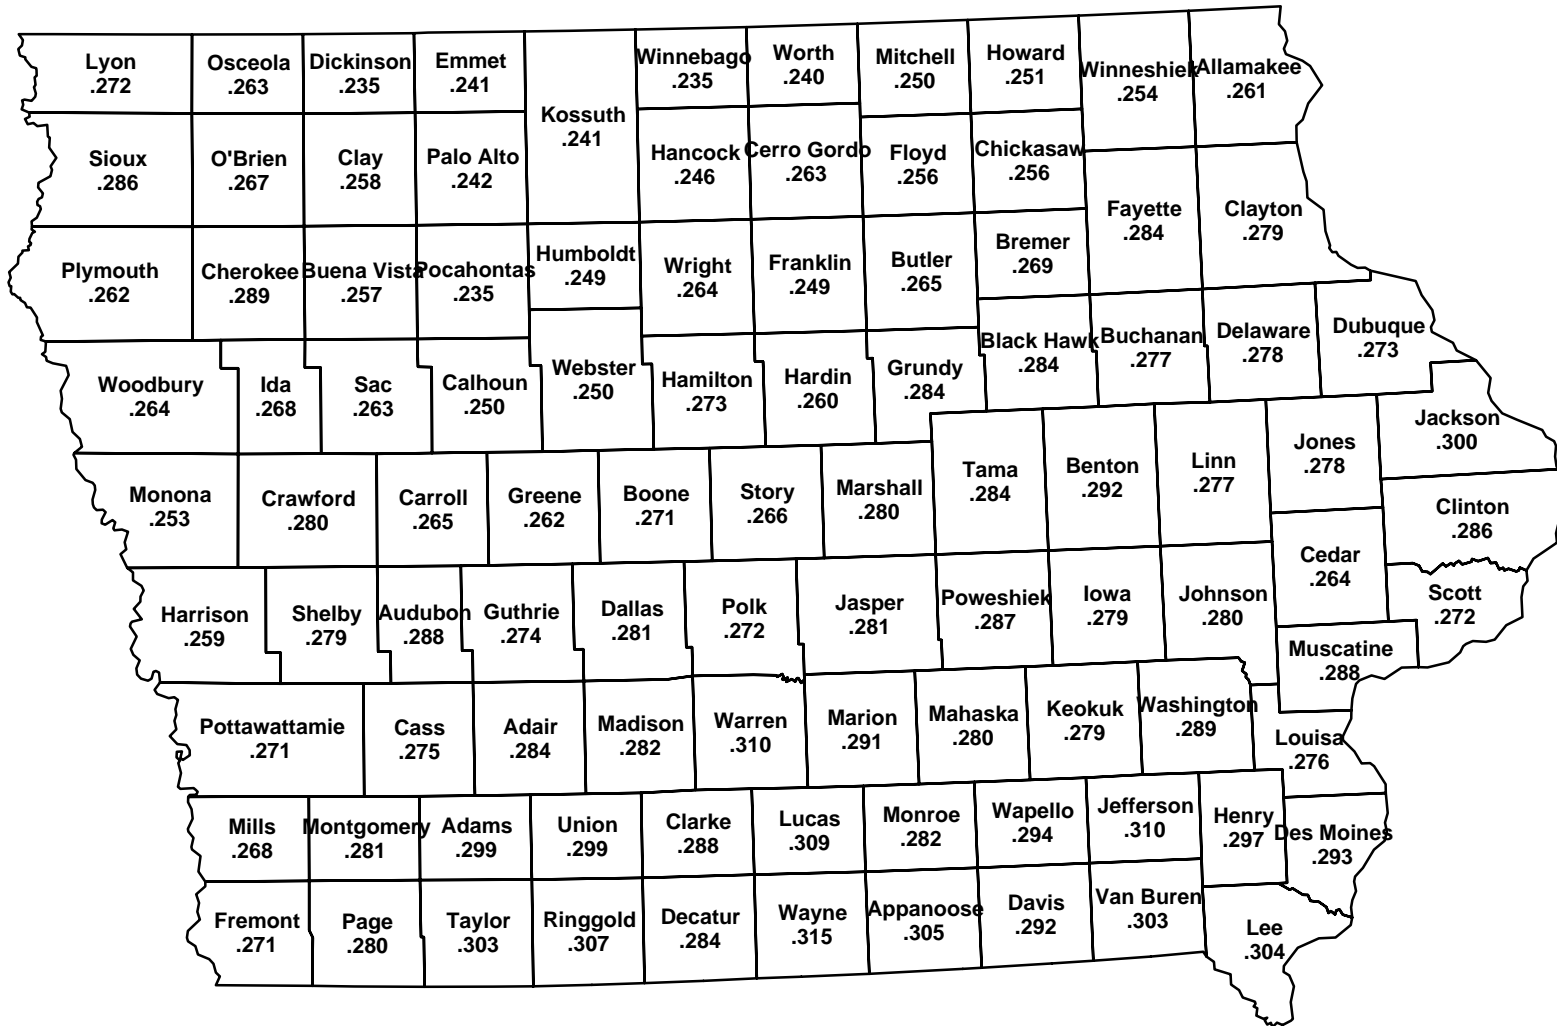 Lyon
.272
Osceola
.263
Dickinson
.235
Emmet
.241
Kossuth
.241
Winnebago
.235
Worth
.240
Mitchell
.250
Howard
.251
Winneshiek
.254
Allamakee
.261
Sioux
.286
O'Brien
.267
Clay
.258
Palo Alto
.242
Hancock
.246
Cerro Gordo
.263
Floyd
.256
Chickasaw
.256
Fayette
.284
Clayton
.279
Plymouth
.262
Cherokee
.289
Buena Vista
.257
Pocahontas
.235
Humboldt
.249
Wright
.264
Franklin
.249
Butler
.265
Bremer
.269
Woodbury
.264
Ida
.268
Sac
.263
Calhoun
.250
Webster
.250
Hamilton
.273
Hardin
.260
Grundy
.284
Black Hawk
.284
Buchanan
.277
Delaware
.278
Dubuque
.273
Monona
.253
Crawford
.280
Carroll
.265
Greene
.262
Boone
.271
Story
.266
Marshall
.280
Tama
.284
Benton
.292
Linn
.277
Jones
.278
Jackson
.300
Clinton
.286
Cedar
.264
Scott
.272
Harrison
.259
Shelby
.279
Audubon
.288
Guthrie
.274
Dallas
.281
Polk
.272
Jasper
.281
Poweshiek
.287
Iowa
.279
Johnson
.280
Muscatine
.288
Pottawattamie
.271
Cass
.275
Adair
.284
Madison
.282
Warren
.310
Marion
.291
Mahaska
.280
Keokuk
.279
Washington
.289
Louisa
.276
Mills
.268
Montgomery
.281
Adams
.299
Union
.299
Clarke
.288
Lucas
.309
Monroe
.282
Wapello
.294
Jefferson
.310
Henry
.297
Des Moines
.293
Fremont
.271
Page
.280
Taylor
.303
Ringgold
.307
Decatur
.284
Wayne
.315
Appanoose
.305
Davis
.292
Van Buren
.303
Lee
.304